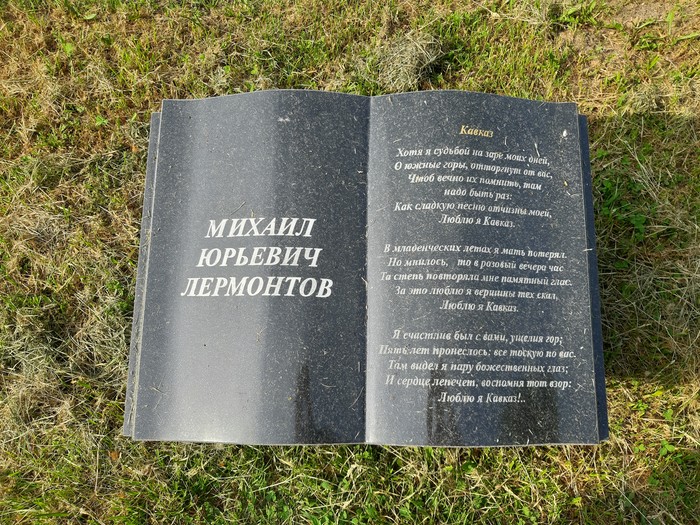 МИХАИЛ
ЮРЬЕВИЧ
ЛЕРМОНТОВ
Кавказ
Хотя я судьбой на заре моих дней,
О южные горы, отторгнут от вас,
Чтоб вечно их помнить, там
надо быть раз:
Как сладкую песню отчизны моей,
Люблю я Кавказ.
В младенческих летах я мать потерял.
Но мнилось, то в розовый вечера час
Та степь повторяла мне памятный глас.
За это люблю я вершины тех скал,
Люблю я Кавказ.
Я счастлив был с вами, ущелия гор;
Пять лет пронеслось: все тоскую по вас.
Там видел я пару божественных глаз;
И сердце лепечет, воспомня тот взор:
Люблю я Кавказ!..